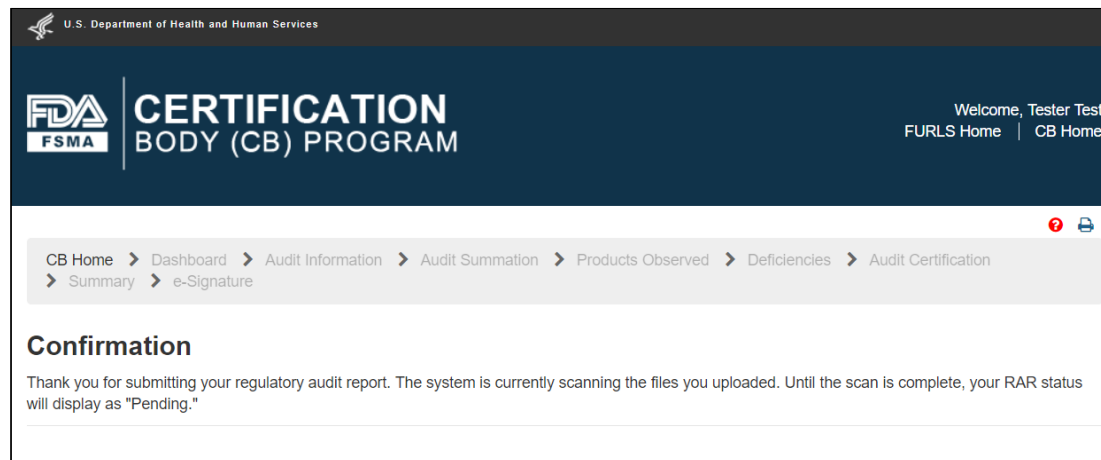 U.S. Department of Health and Human Services
FDA
FSMA
CERTIFICATION
BODY (CB) PROGRAM
Welcome, Tester Test
FURLS Home | CB Home
CB Home > Dashboard > Audit Information > Audit Summation > Products Observed > Deficiencies > Audit Certification
> Summary > e-Signature
Confirmation
Thank you for submitting your regulatory audit report. The system is currently scanning the files you uploaded. Until the scan is complete, your RAR status
will display as "Pending."